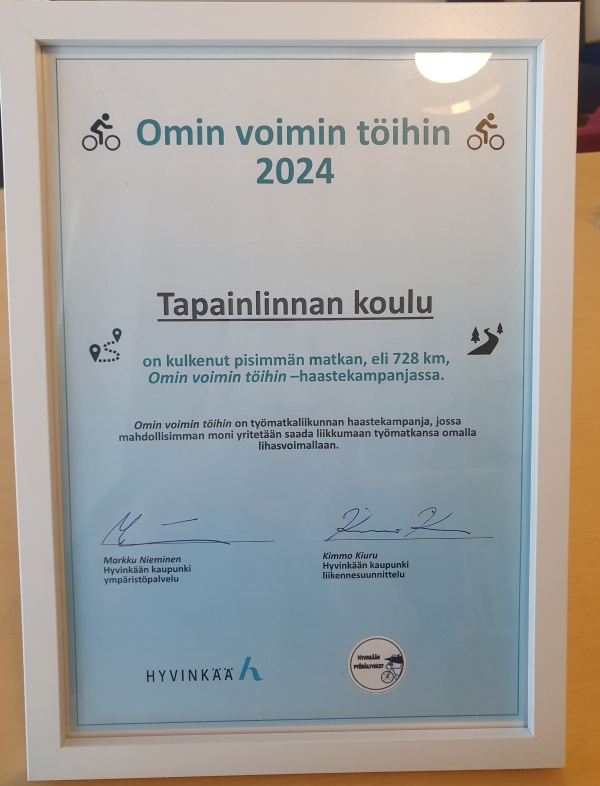 Omin voimin töihin
2024
Tapainlinnan koulu
on kulkenut pisimmän matkan, eli 728 km,
Omin voimin töihin –haastekampanjassa.
Omin voimin töihin on työmatkaliikunnan haastekampanja, jossa
mahdollisimman moni yritetään saada liikkumaan työmatkansa omalla
lihasvoimallaan.
Markku Nieminen
Hyvinkään kaupunki
ympäristöpalvelu
Kimmo Kiuru
Hyvinkään kaupunki
liikennesuunnittelu
HYVINKÄÄ h
HYVINKÄÄN